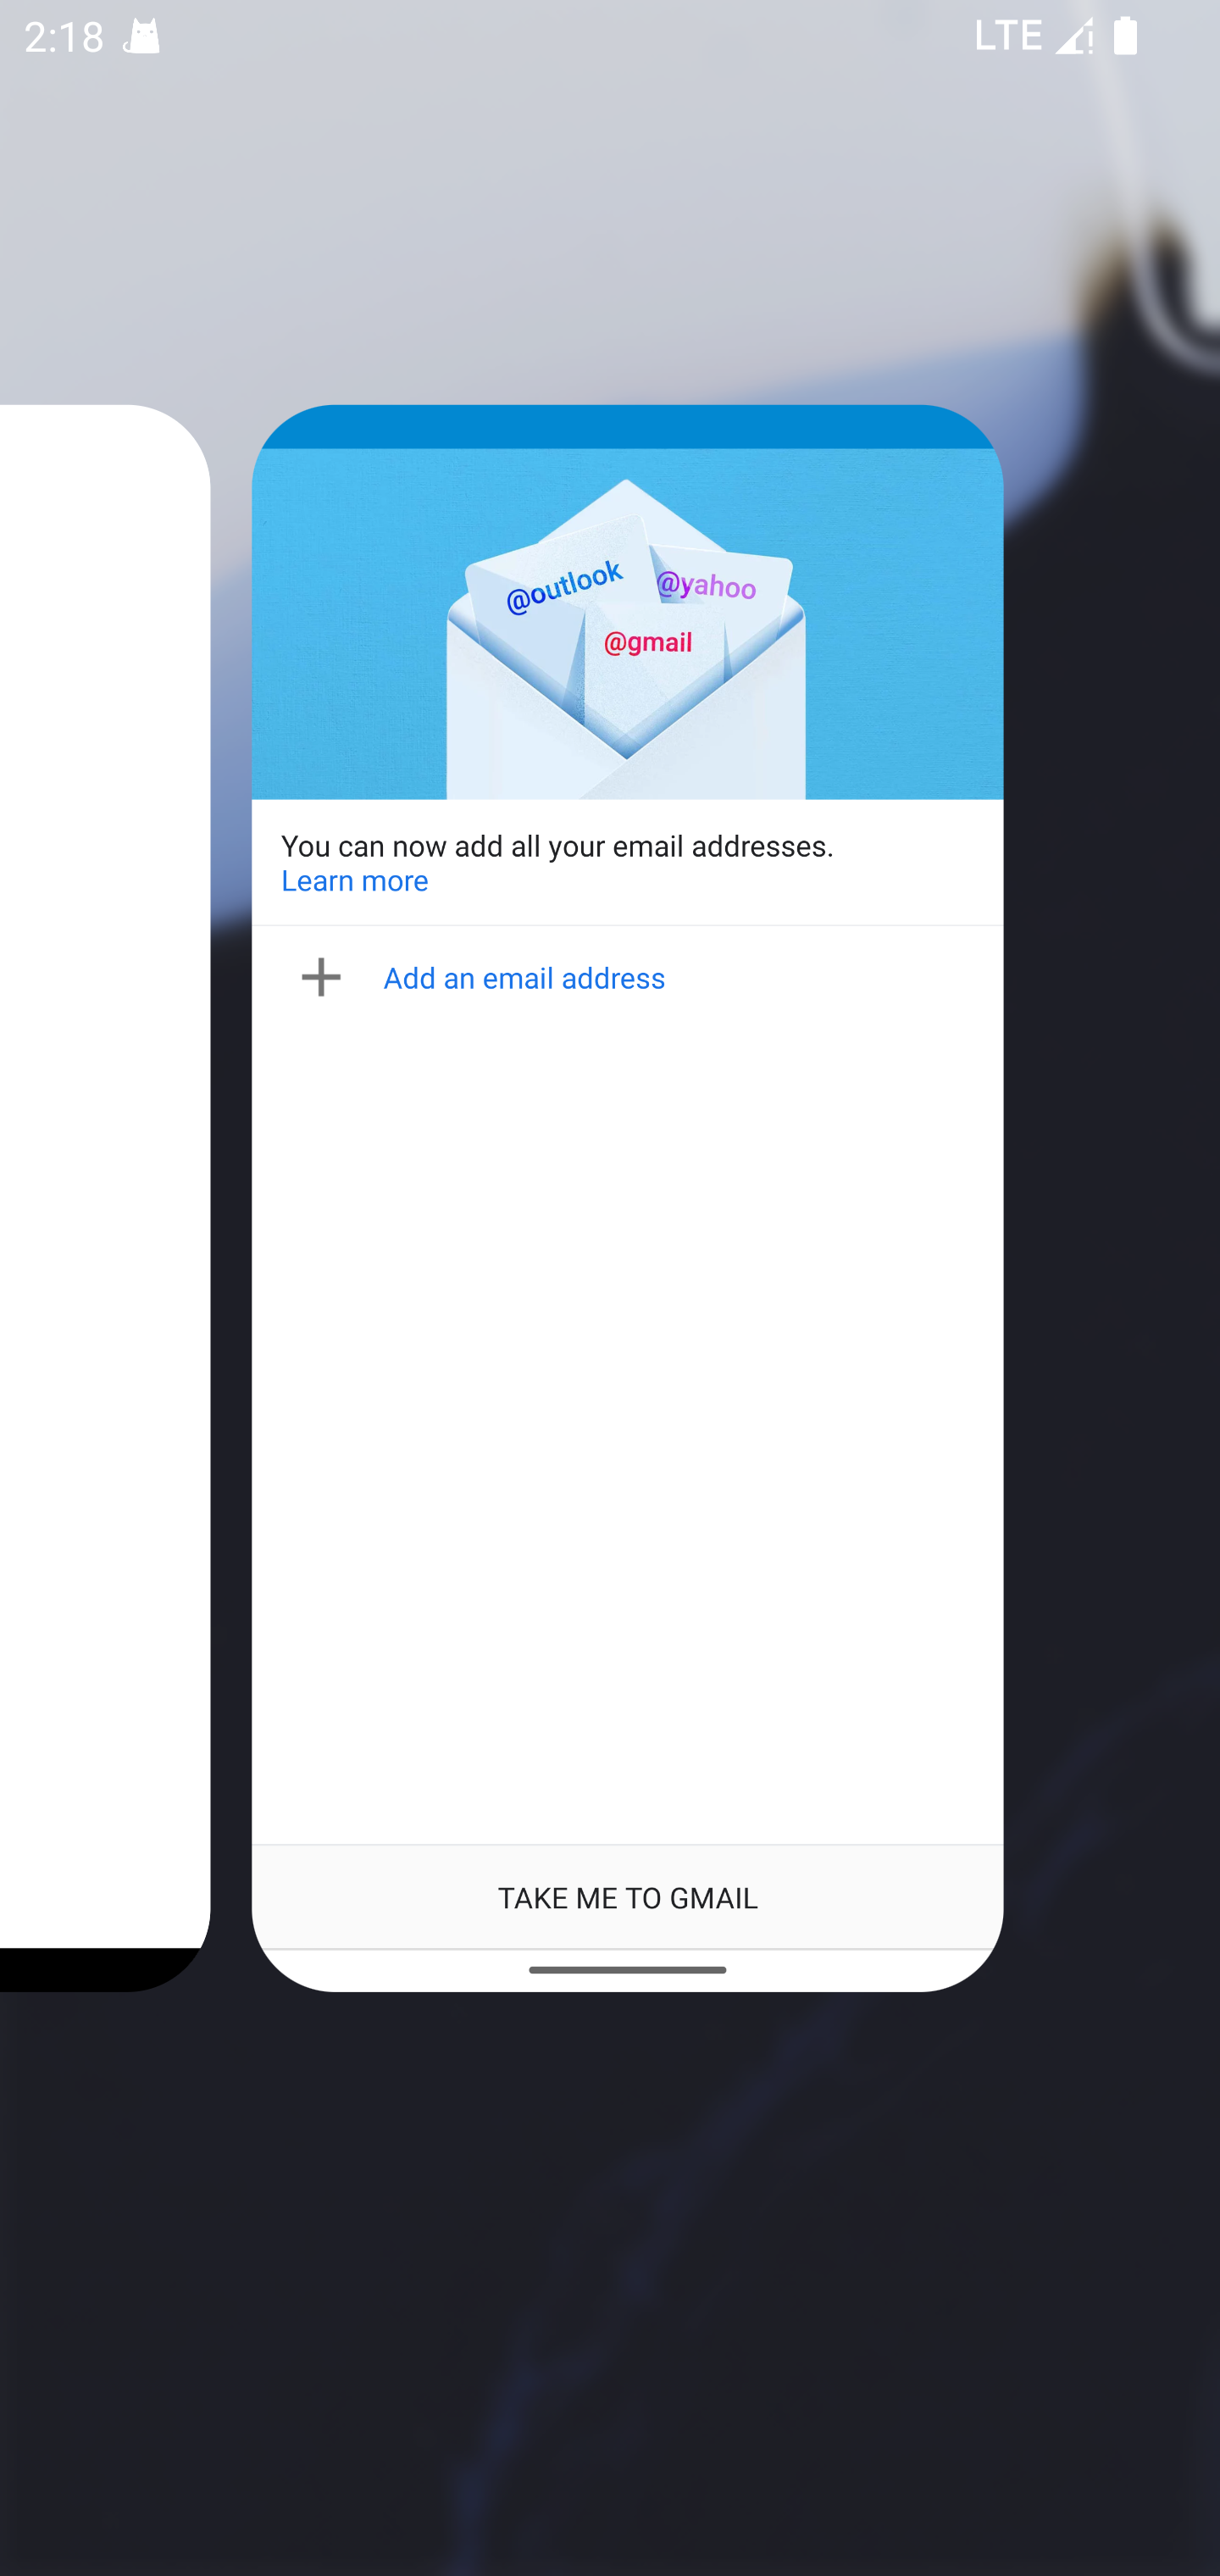 2:18
LTE
@outlook
@yahoo
@gmail
You can now add all your email addresses.
Learn more
Add an email address
TAKE ME TO GMAIL